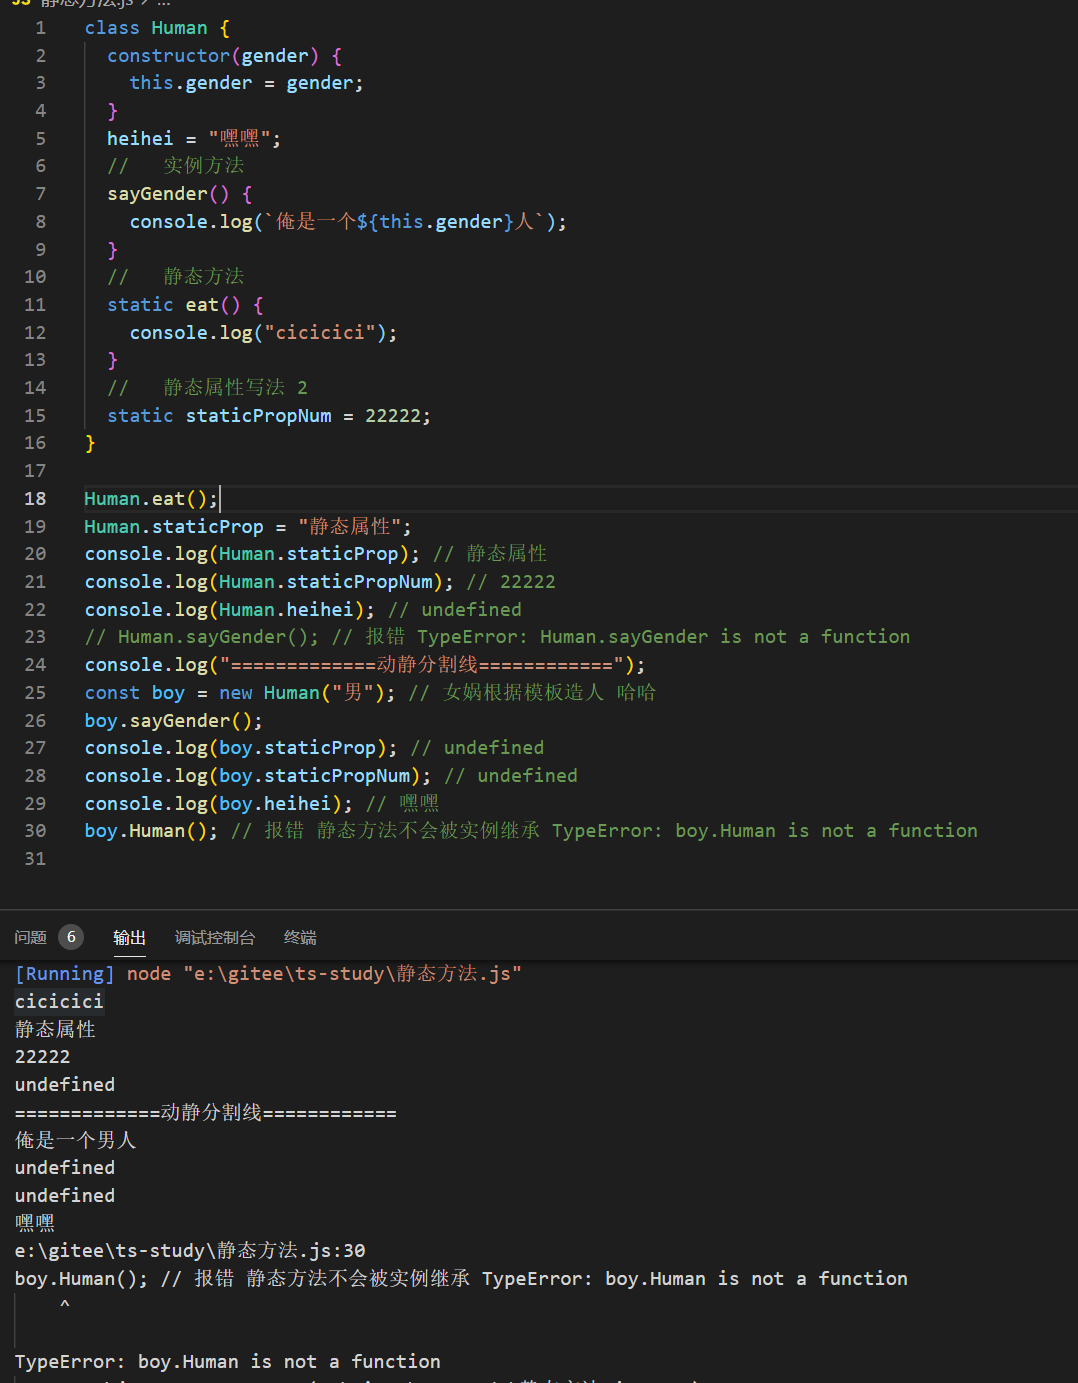 JS 静态方法.js > ...
1 class Human {
2 constructor(gender) {
3 this.gender = gender;
4 }
5 heihei = "嘿嘿";
6 // 实例方法
7 sayGender() {
8 console.log(`俺是一个${this.gender}人`);
9 }
10 // 静态方法
11 static eat() {
12 console.log("cicicici");
13 }
14 // 静态属性写法 2
15 static staticPropNum = 22222;
16 }
17
18 Human.eat();
19 Human.staticProp = "静态属性";
20 console.log(Human.staticProp); // 静态属性
21 console.log(Human.staticPropNum); // 22222
22 console.log(Human.heihei); // undefined
23 // Human.sayGender(); // 报错 TypeError: Human.sayGender is not a function
24 console.log("=============动静分割线============");
25 const boy = new Human("男"); // 女娲根据模板造人 哈哈
26 boy.sayGender();
27 console.log(boy.staticProp); // undefined
28 console.log(boy.staticPropNum); // undefined
29 console.log(boy.heihei); // 嘿嘿
30 boy.Human(); // 报错 静态方法不会被实例继承 TypeError: boy.Human is not a function
31
问题 6 输出 调试控制台 终端
[Running] node "e:\gitee\ts-study\静态方法.js"
cicicici
静态属性
22222
undefined
=============动静分割线============
俺是一个男人
undefined
undefined
嘿嘿
e:\gitee\ts-study\静态方法.js:30
boy.Human(); // 报错 静态方法不会被实例继承 TypeError: boy.Human is not a function
^
TypeError: boy.Human is not a function